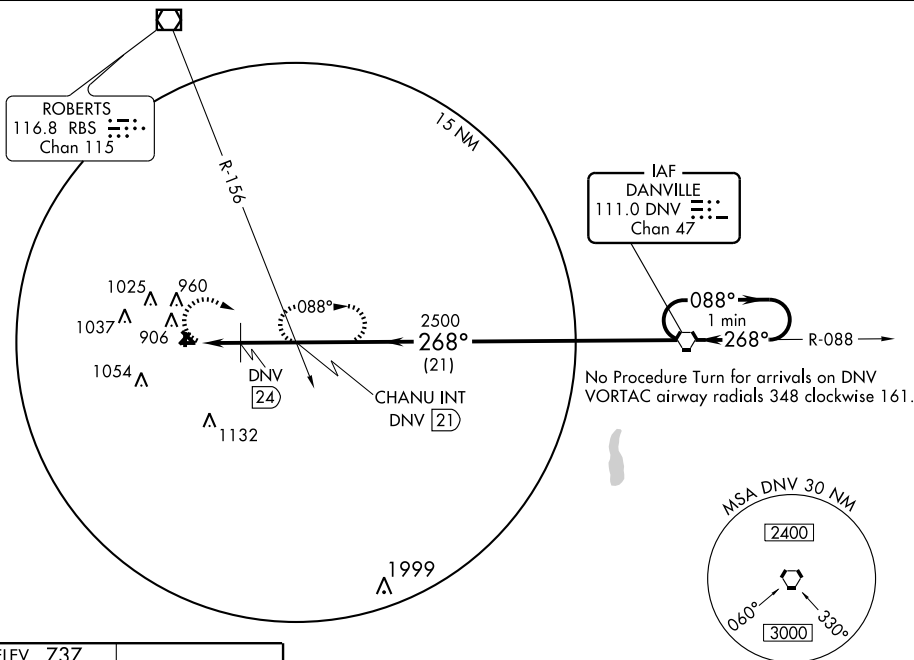 ROBERTS
116.8 RBS
Chan 115
15 NM
R-156
IAF
DANVILLE
111.0 DNV
Chan 47
1025
960
1037
906
1054
1132
088°
2500
268°
(21)
DNV
24
CHANU INT
DNV 21
088°
1 min
268°
R-088
No Procedure Turn for arrivals on DNV
VORTAC airway radials 348 clockwise 161.
1999
MSA DNV 30 NM
2400
060°
330°
3000
737